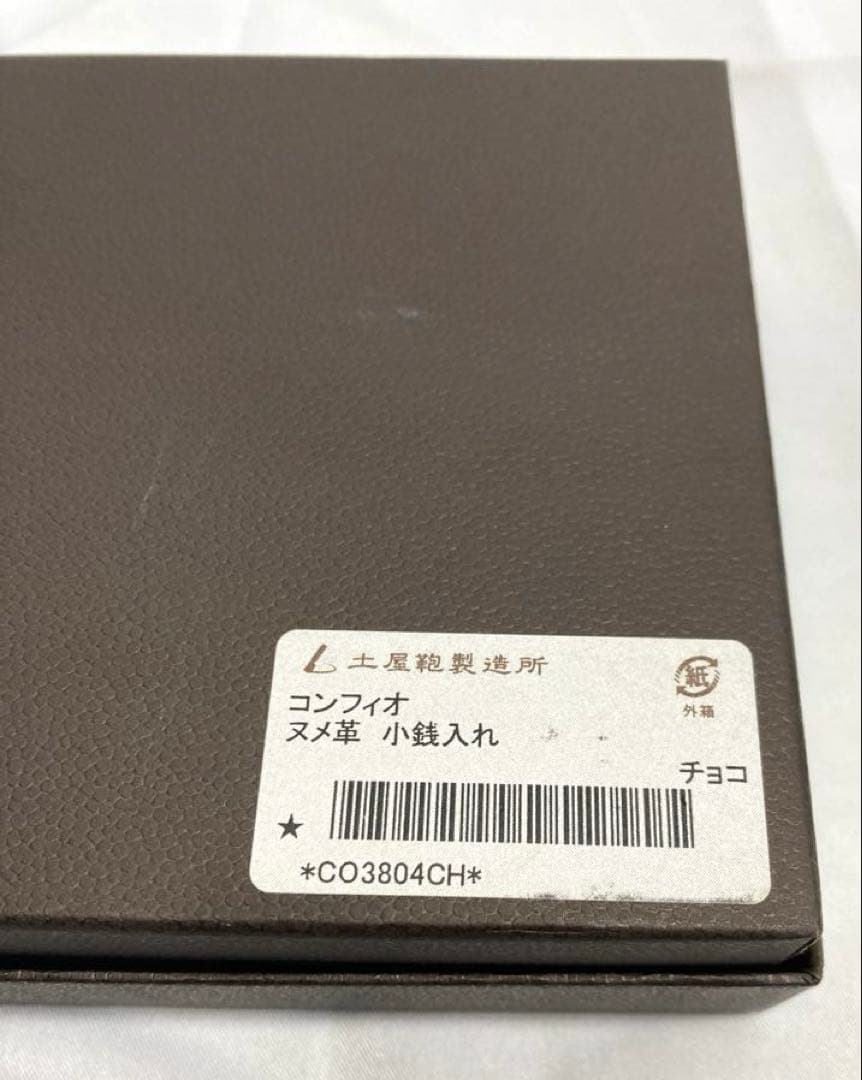 土屋鞄製造所
紙
外箱
コンフィオ
ヌメ革 小銭入れ
チョコ
★
*CO3804CH*